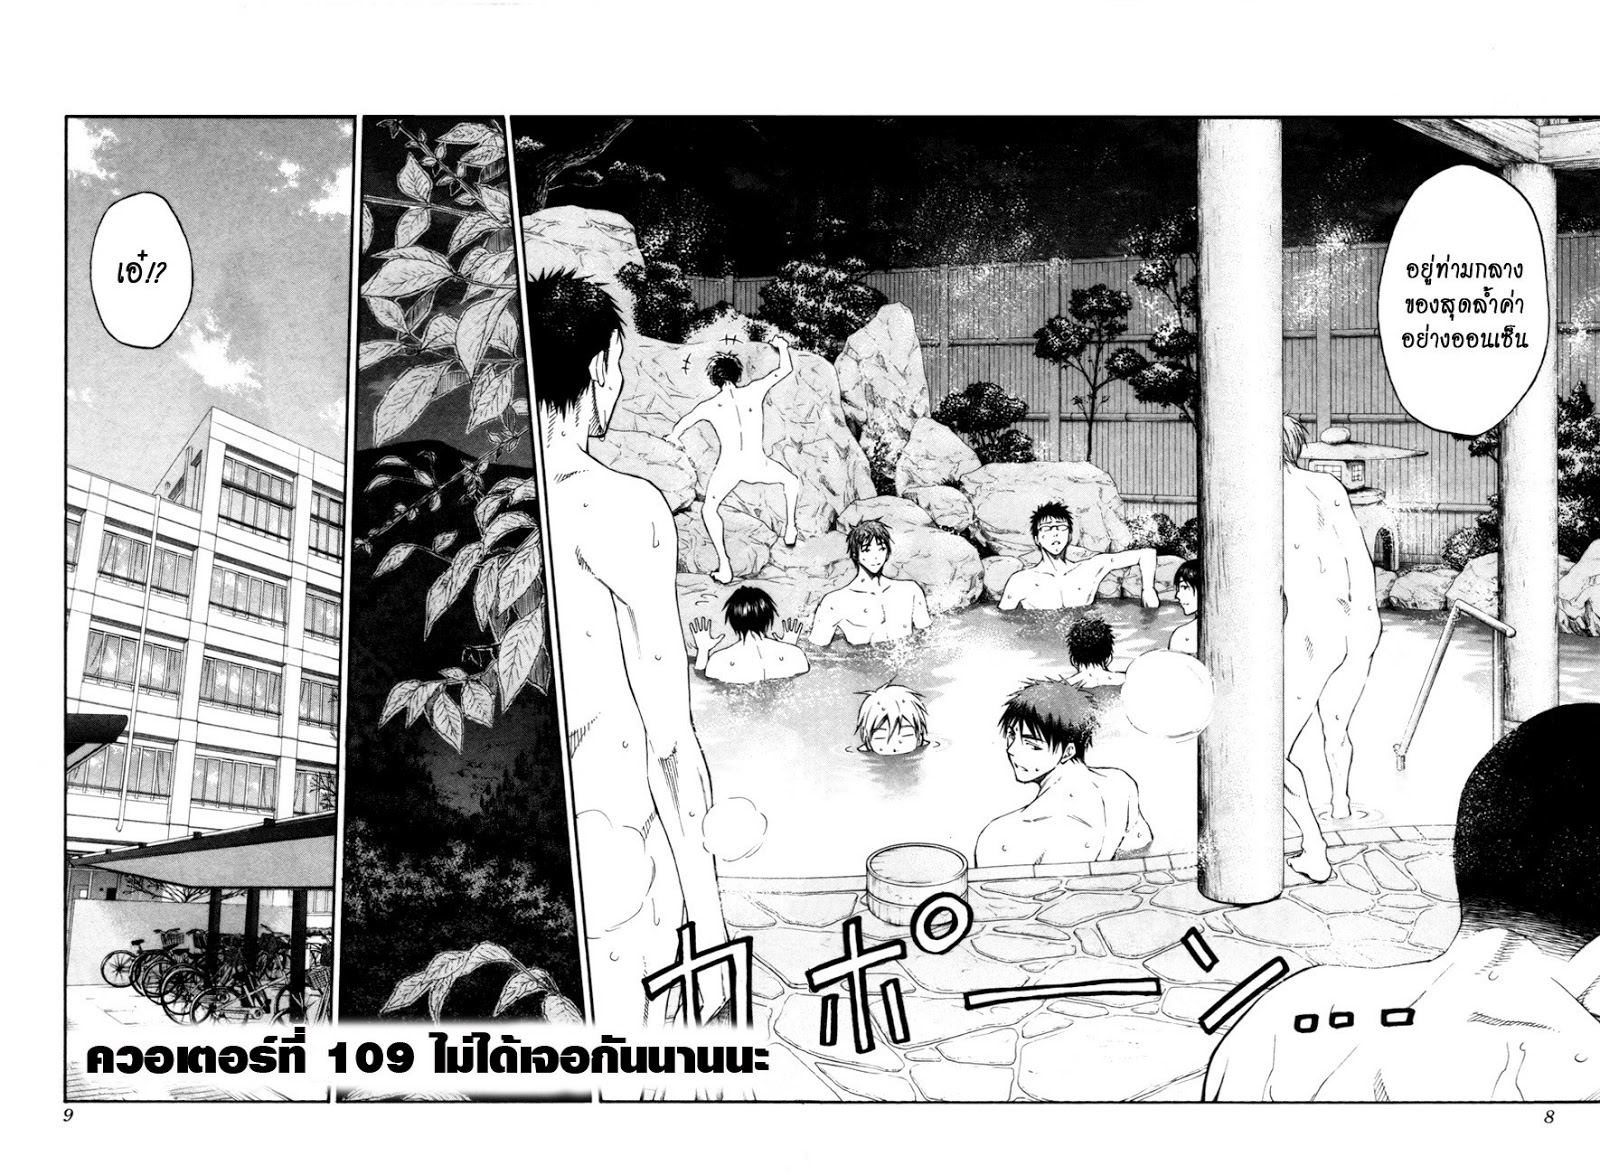 อยู่ท่ามกลาง
ของสุดล้ำค่า
อย่างออนเซ็น
カポーン...
เอ๋!?
ควอเตอร์ที่ 109 ไม่ได้เจอกันนานนะ
9
8